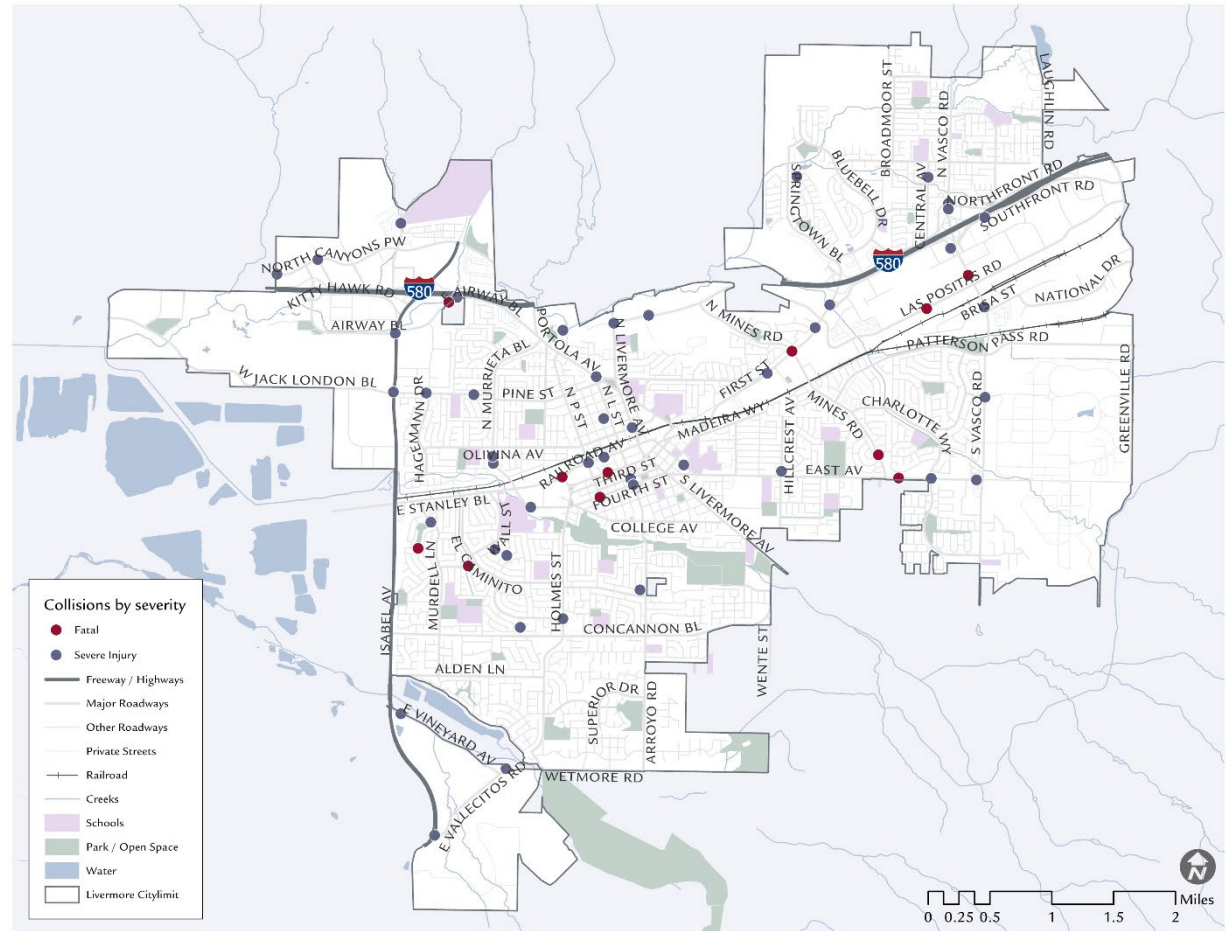 BROADMOOR ST
LAUGHLIN RD
N VASCO RD
BLUEBELL DR
CENTRAL AV
SPRING TOWN BL
NORTHFRONT RD
SOUTHFRONT RD
580
NORTH CANYONS PW
KITTY HAWK RD
580
AIRWAY BL
AIRWAY BL
LAS POSITAS RD
BRISA ST
NATIONAL DR
PATTERSON PASS RD
PORTOLA AV
N LIVERMORE AV
N MINES RD
N MURRIETA BL
W JACK LONDON BL
HAGEMANN DR
PINE ST
N P ST
N L ST
FIRST ST
MADEIRA WY
MINES RD
CHARLOTTE WY
HILLCREST AV
S VASCO RD
GREENVILLE RD
OLIVINA AV
RAILROAD AV
THIRD ST
FOURTH ST
EAST AV
S LIVERMORE AV
E STANLEY BL
WALL ST
COLLEGE AV
EL CAMINITO
MURDELL LN
HOLMES ST
ISABEL AV
CONCANNON BL
ALDEN LN
WENTE ST
SUPERIOR DR
ARROYO RD
E VINEYARD AV
WETMORE RD
E VALLECITOS RD
Collisions by severity
Fatal
Severe Injury
Freeway / Highways
Major Roadways
Other Roadways
Private Streets
Railroad
Creeks
Schools
Park / Open Space
Water
Livermore Citylimit
N
Miles
0 0.25 0.5 1 1.5 2